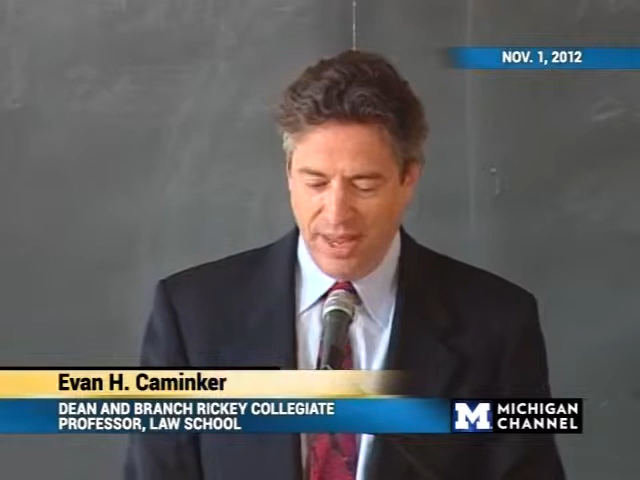 NOV. 1, 2012
Evan H. Caminker
DEAN AND BRANCH RICKEY COLLEGIATE
PROFESSOR, LAW SCHOOL
M MICHIGAN
CHANNEL